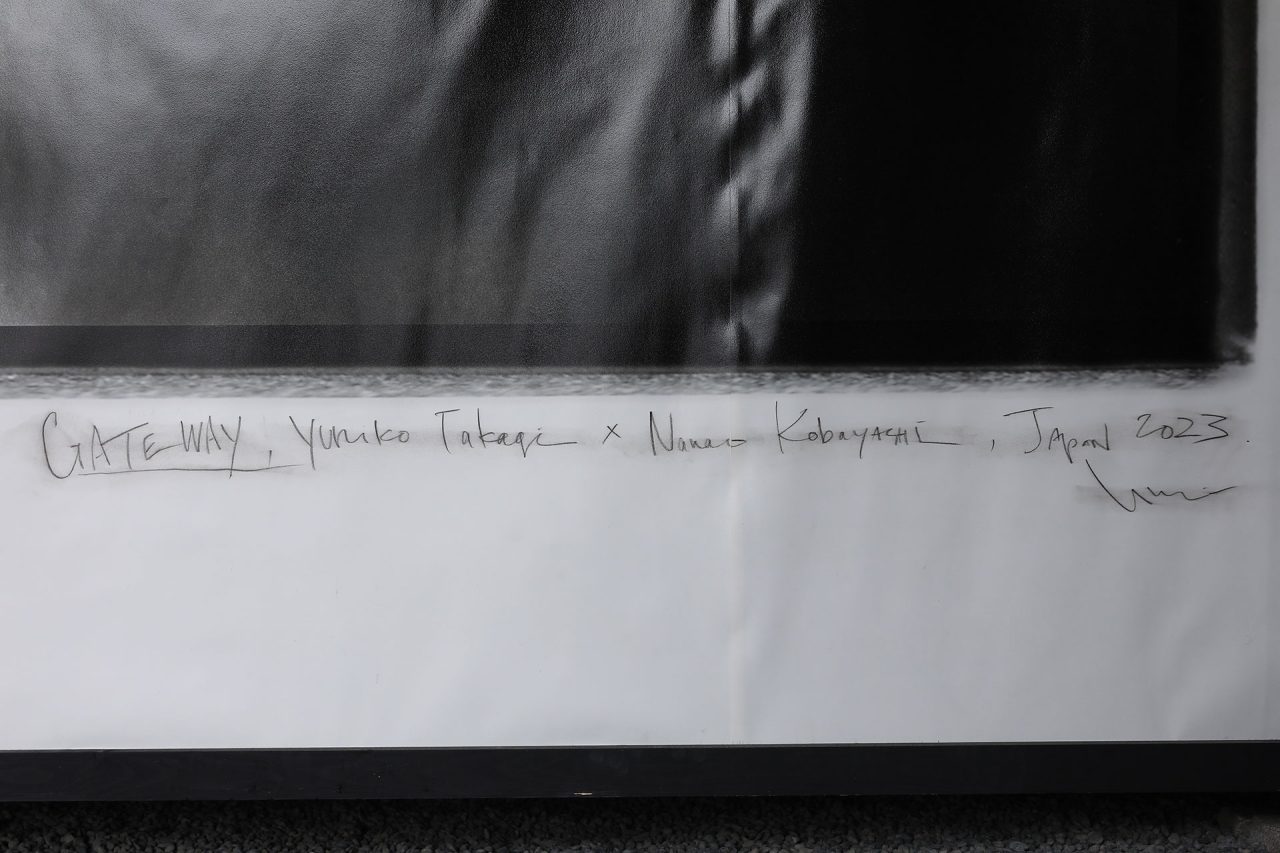 GATEWAY, Yuriko Takagi × Nanao Kobayashi, Japan 2023.